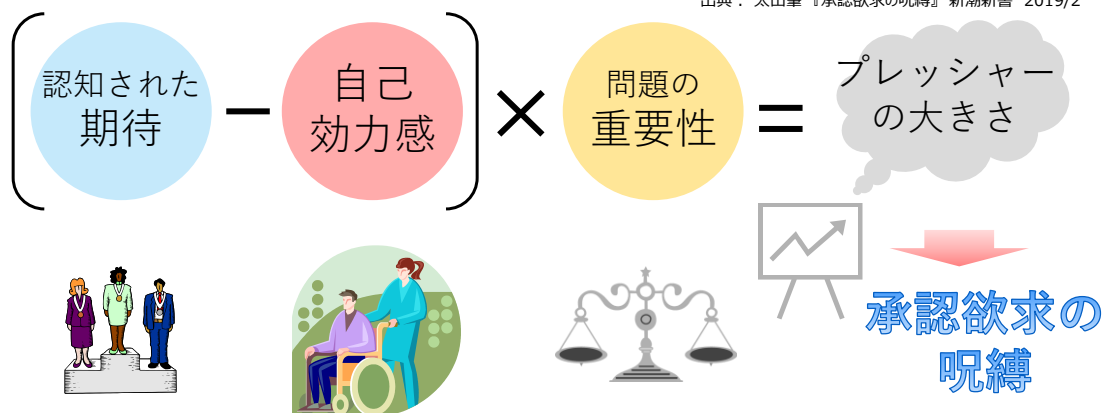 出典： 太田肇 『承認欲求の呪縛』 新潮新書 2019/2
認知された
期待
－
自己
効力感
×
問題の
重要性
＝
プレッシャー
の大きさ
承認欲求の
呪縛